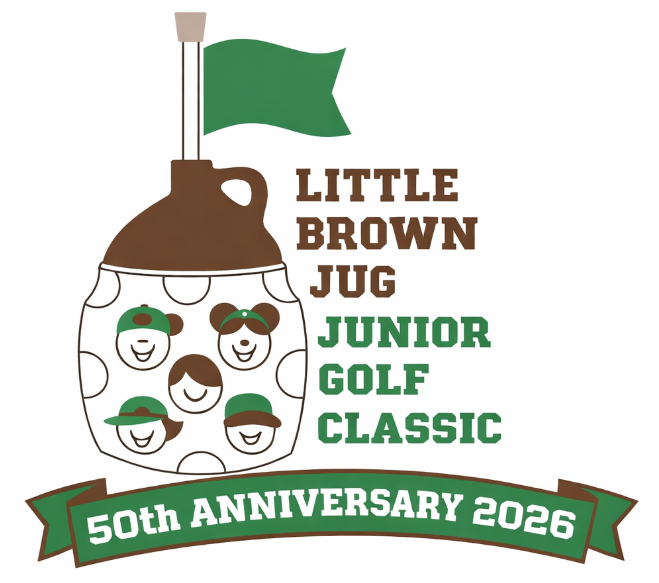 LITTLE
BROWN
JUG
JUNIOR
GOLF
CLASSIC
50th ANNIVERSARY 2026